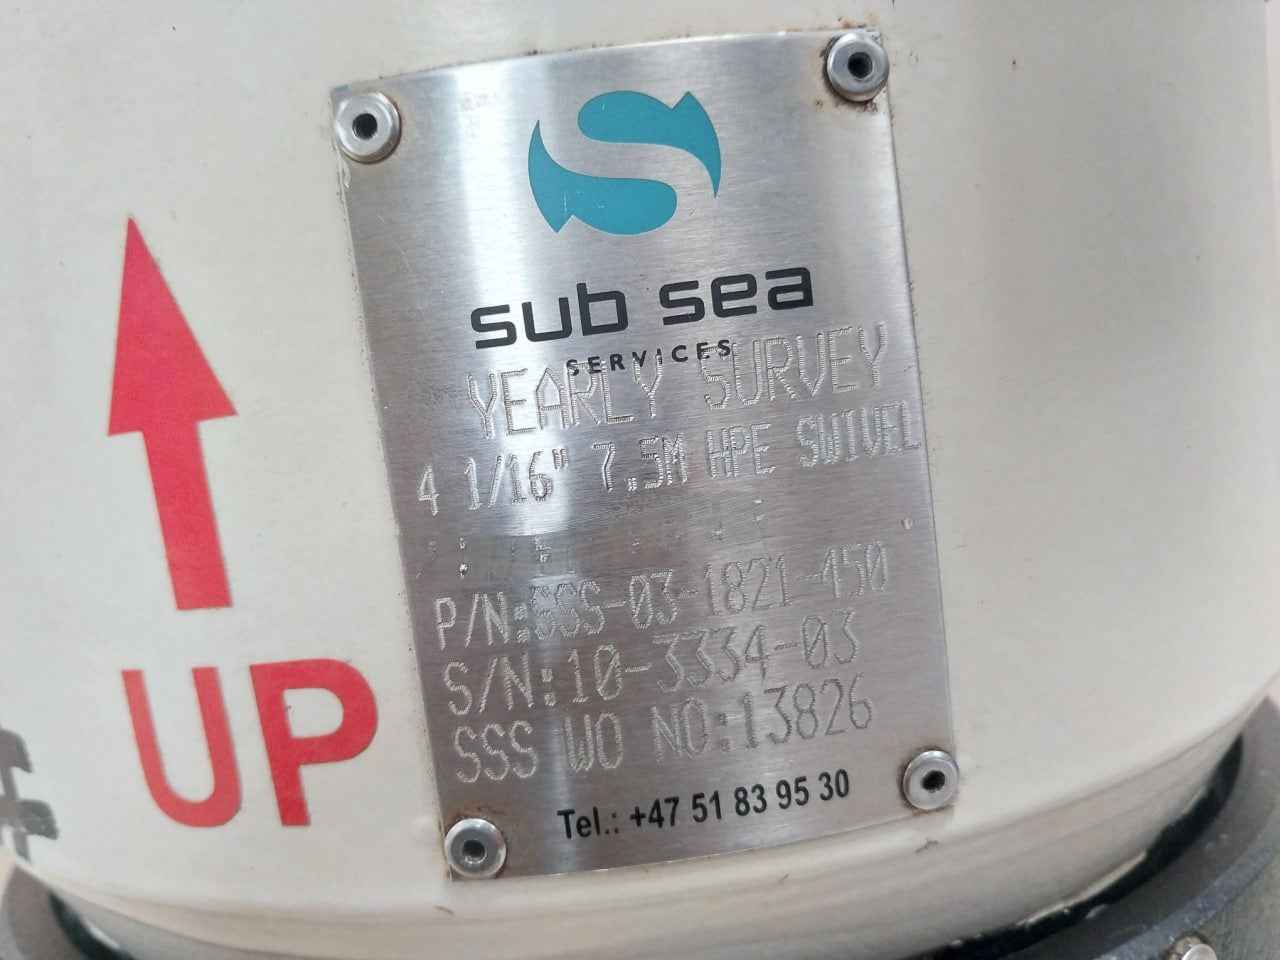 sub sea
SERVICES
YEARLY SURVEY
4 1/16" 7.5M HPE SWIVEL
P/N:SSS-03-1821-450
S/N:10-3334-03
SSS WO NO:13826
Tel.: +47 51 83 95 30
UP